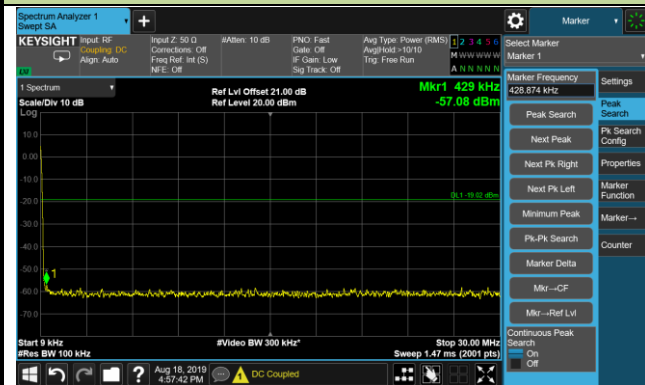 Spectrum Analyzer 1
Swept SA
+
Marker
KEYSIGHT
Input: RF
Coupling: DC
Align: Auto
Input Z: 50 Ω
Corrections: Off
Freq Ref: Int (S)
NFE: Off
#Atten: 10 dB
PNO: Fast
Gate: Off
IF Gain: Low
Sig Track: Off
Avg Type: Power (RMS)
Avg|Hold:>10/10
Trig: Free Run
1 2 3 4 5 6
M W W W W W
A N N N N N
Select Marker
Marker 1
Marker Frequency
428.874 kHz
Settings
Peak Search
Peak
Search
Next Peak
Pk Search
Config
Next Pk Right
Properties
Next Pk Left
Marker
Function
Minimum Peak
Marker→
Pk-Pk Search
Counter
Marker Delta
Mkr→CF
Mkr→Ref Lvl
Continuous Peak
Search
On
Off
1 Spectrum
Scale/Div 10 dB
Log
Ref Lvl Offset 21.00 dB
Ref Level 20.00 dBm
Mkr1 429 kHz
-57.08 dBm
10.0
0.00
-10.0
-20.0
DL1 -19.02 dBm
-30.0
-40.0
-50.0
1
-60.0
-70.0
Start 9 kHz
#Res BW 100 kHz
#Video BW 300 kHz*
Stop 30.00 MHz
Sweep 1.47 ms (2001 pts)
?
Aug 18, 2019
4:57:42 PM
DC Coupled